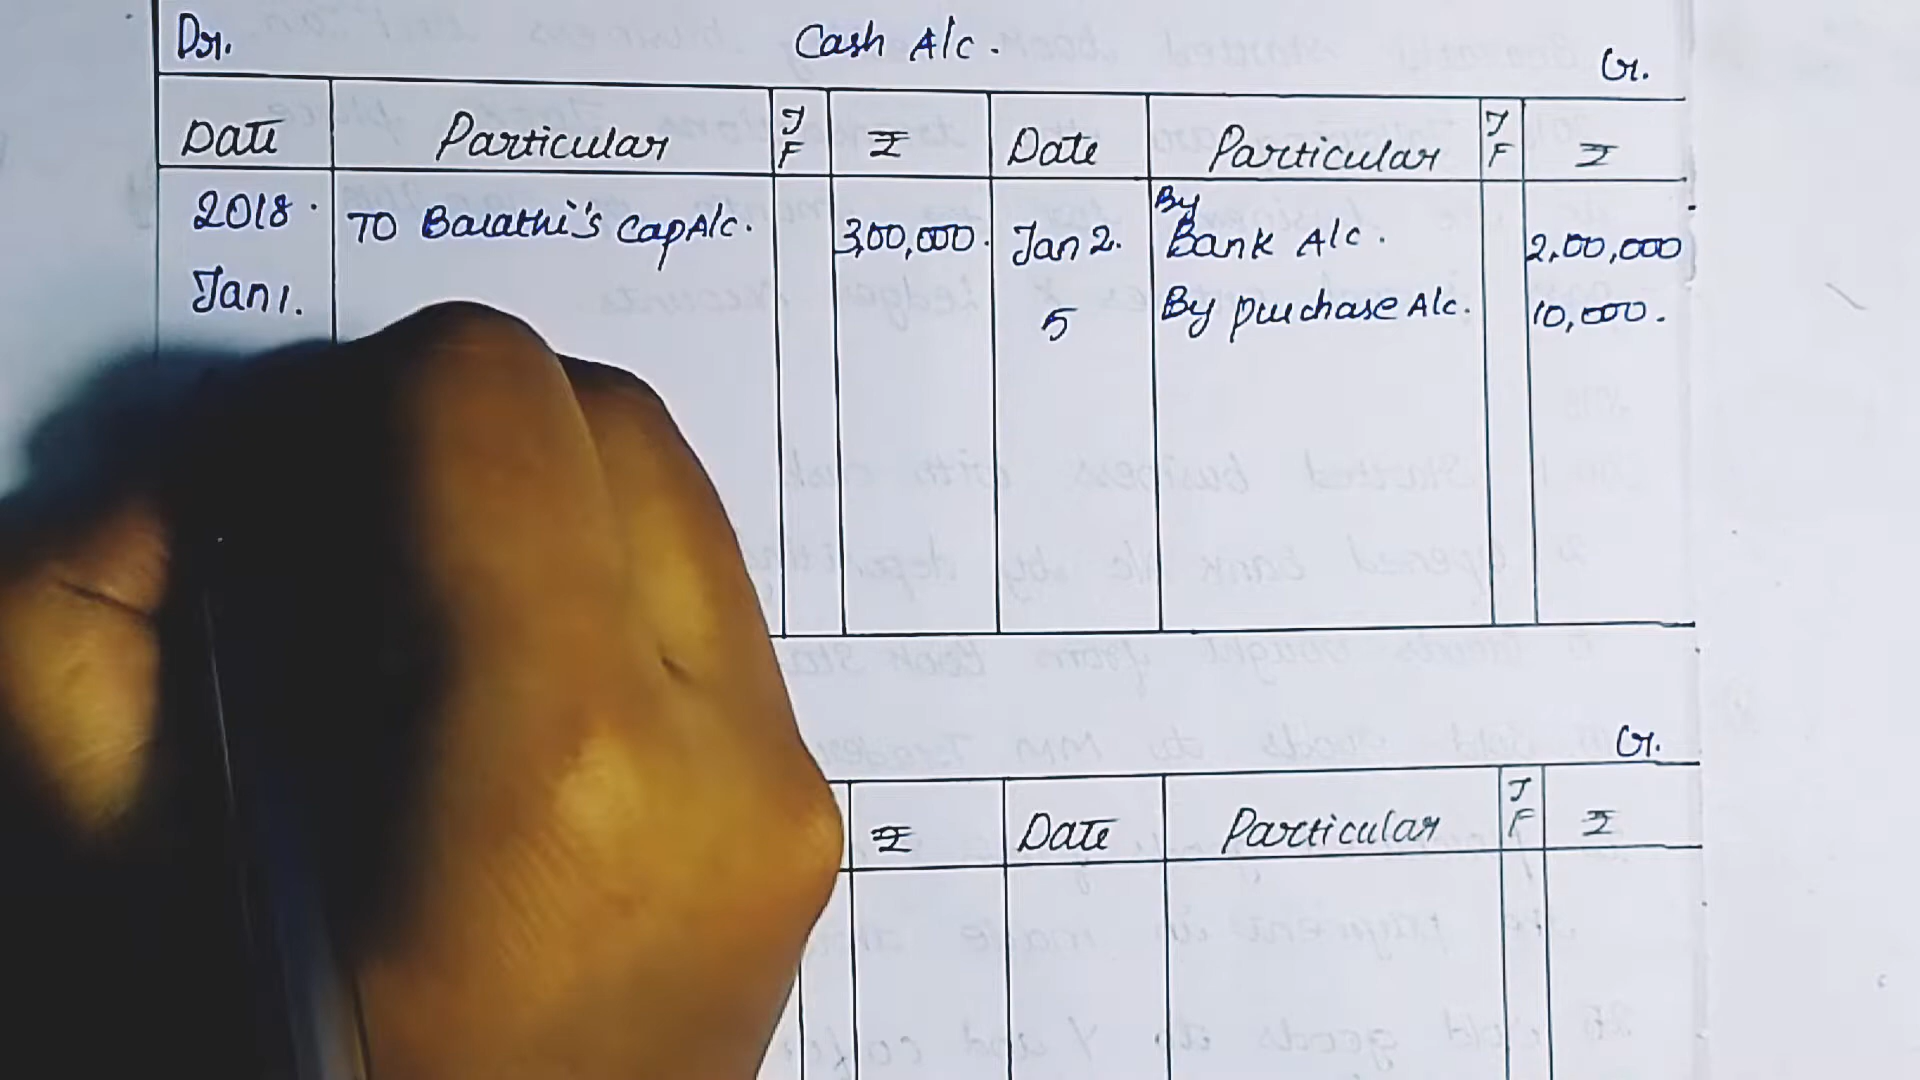 Dr. Cash A/c. Cr.
Date Particular J F ₹ Date Particular J F ₹
2018. TO Barathi's Cap A/c. 3,00,000. Jan 2. By Bank A/c. 2,00,000
Jan 1. 5 By purchase A/c. 10,000.
Cr.
₹ Date Particular J F ₹